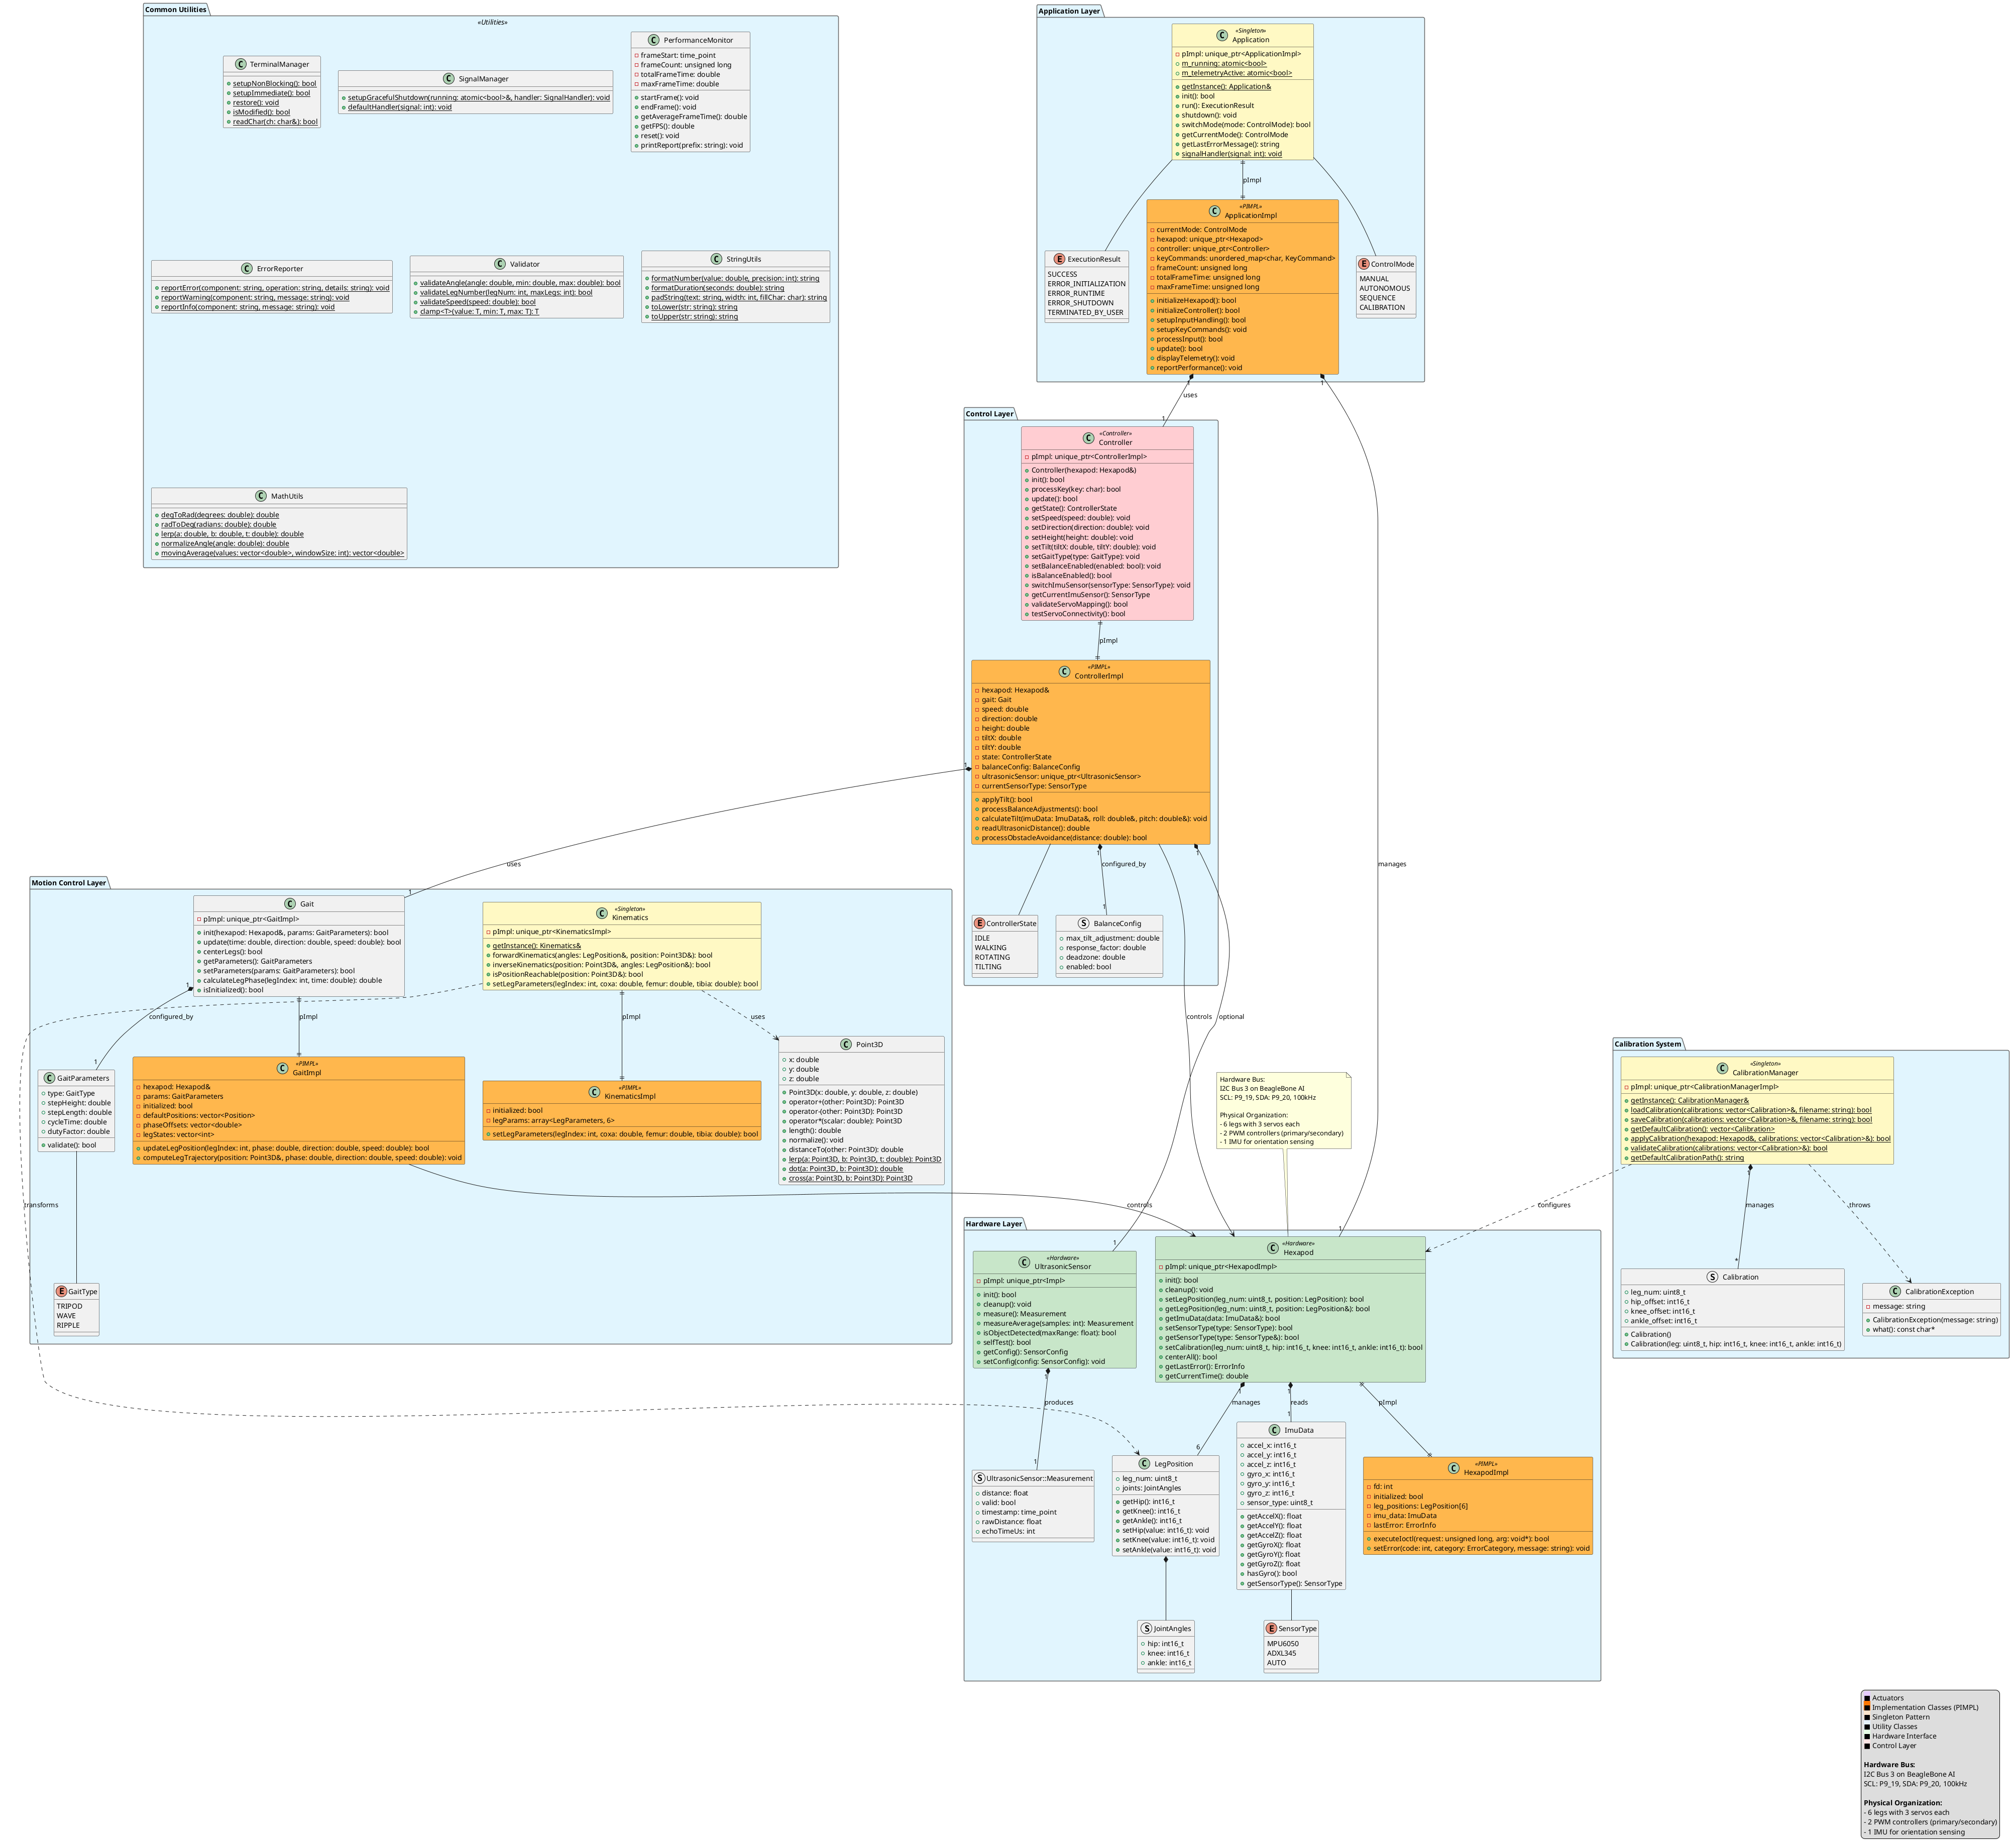 Common Utilities
«Utilities»
TerminalManager
setupNonBlocking(): bool
setupImmediate(): bool
restore(): void
isModified(): bool
readChar(ch: char&): bool
SignalManager
setupGracefulShutdown(running: atomic<bool>&, handler: SignalHandler): void
defaultHandler(signal: int): void
PerformanceMonitor
frameStart: time_point
frameCount: unsigned long
totalFrameTime: double
maxFrameTime: double
startFrame(): void
endFrame(): void
getAverageFrameTime(): double
getFPS(): double
reset(): void
printReport(prefix: string): void
ErrorReporter
reportError(component: string, operation: string, details: string): void
reportWarning(component: string, message: string): void
reportInfo(component: string, message: string): void
Validator
validateAngle(angle: double, min: double, max: double): bool
validateLegNumber(legNum: int, maxLegs: int): bool
validateSpeed(speed: double): bool
clamp<T>(value: T, min: T, max: T): T
StringUtils
formatNumber(value: double, precision: int): string
formatDuration(seconds: double): string
padString(text: string, width: int, fillChar: char): string
toLower(str: string): string
toUpper(str: string): string
MathUtils
degToRad(degrees: double): double
radToDeg(radians: double): double
lerp(a: double, b: double, t: double): double
normalizeAngle(angle: double): double
movingAverage(values: vector<double>, windowSize: int): vector<double>
Application Layer
«Singleton»
Application
pImpl: unique_ptr<ApplicationImpl>
m_running: atomic<bool>
m_telemetryActive: atomic<bool>
getInstance(): Application&
init(): bool
run(): ExecutionResult
shutdown(): void
switchMode(mode: ControlMode): bool
getCurrentMode(): ControlMode
getLastErrorMessage(): string
signalHandler(signal: int): void
pImpl
ExecutionResult
SUCCESS
ERROR_INITIALIZATION
ERROR_RUNTIME
ERROR_SHUTDOWN
TERMINATED_BY_USER
«PIMPL»
ApplicationImpl
currentMode: ControlMode
hexapod: unique_ptr<Hexapod>
controller: unique_ptr<Controller>
keyCommands: unordered_map<char, KeyCommand>
frameCount: unsigned long
totalFrameTime: unsigned long
maxFrameTime: unsigned long
initializeHexapod(): bool
initializeController(): bool
setupInputHandling(): bool
setupKeyCommands(): void
processInput(): bool
update(): bool
displayTelemetry(): void
reportPerformance(): void
ControlMode
MANUAL
AUTONOMOUS
SEQUENCE
CALIBRATION
1
1
uses
1
manages
1
Control Layer
«Controller»
Controller
pImpl: unique_ptr<ControllerImpl>
Controller(hexapod: Hexapod&)
init(): bool
processKey(key: char): bool
update(): bool
getState(): ControllerState
setSpeed(speed: double): void
setDirection(direction: double): void
setHeight(height: double): void
setTilt(tiltX: double, tiltY: double): void
setGaitType(type: GaitType): void
setBalanceEnabled(enabled: bool): void
isBalanceEnabled(): bool
switchImuSensor(sensorType: SensorType): void
getCurrentImuSensor(): SensorType
validateServoMapping(): bool
testServoConnectivity(): bool
pImpl
«PIMPL»
ControllerImpl
hexapod: Hexapod&
gait: Gait
speed: double
direction: double
height: double
tiltX: double
tiltY: double
state: ControllerState
balanceConfig: BalanceConfig
ultrasonicSensor: unique_ptr<UltrasonicSensor>
currentSensorType: SensorType
applyTilt(): bool
processBalanceAdjustments(): bool
calculateTilt(imuData: ImuData&, roll: double&, pitch: double&): void
readUltrasonicDistance(): double
processObstacleAvoidance(distance: double): bool
1
1
1
configured_by
1
ControllerState
IDLE
WALKING
ROTATING
TILTING
BalanceConfig
max_tilt_adjustment: double
response_factor: double
deadzone: double
enabled: bool
uses
1
controls
optional
1
Motion Control Layer
Gait
pImpl: unique_ptr<GaitImpl>
init(hexapod: Hexapod&, params: GaitParameters): bool
update(time: double, direction: double, speed: double): bool
centerLegs(): bool
getParameters(): GaitParameters
setParameters(params: GaitParameters): bool
calculateLegPhase(legIndex: int, time: double): double
isInitialized(): bool
«Singleton»
Kinematics
pImpl: unique_ptr<KinematicsImpl>
getInstance(): Kinematics&
forwardKinematics(angles: LegPosition&, position: Point3D&): bool
inverseKinematics(position: Point3D&, angles: LegPosition&): bool
isPositionReachable(position: Point3D&): bool
setLegParameters(legIndex: int, coxa: double, femur: double, tibia: double): bool
1
configured_by
1
pImpl
pImpl
uses
GaitParameters
type: GaitType
stepHeight: double
stepLength: double
cycleTime: double
dutyFactor: double
validate(): bool
«PIMPL»
GaitImpl
hexapod: Hexapod&
params: GaitParameters
initialized: bool
defaultPositions: vector<Position>
phaseOffsets: vector<double>
legStates: vector<int>
updateLegPosition(legIndex: int, phase: double, direction: double, speed: double): bool
computeLegTrajectory(position: Point3D&, phase: double, direction: double, speed: double): void
«PIMPL»
KinematicsImpl
initialized: bool
legParams: array<LegParameters, 6>
setLegParameters(legIndex: int, coxa: double, femur: double, tibia: double): bool
Point3D
x: double
y: double
z: double
Point3D(x: double, y: double, z: double)
operator+(other: Point3D): Point3D
operator-(other: Point3D): Point3D
operator*(scalar: double): Point3D
length(): double
normalize(): void
distanceTo(other: Point3D): double
lerp(a: Point3D, b: Point3D, t: double): Point3D
dot(a: Point3D, b: Point3D): double
cross(a: Point3D, b: Point3D): Point3D
transforms
controls
GaitType
TRIPOD
WAVE
RIPPLE
Hardware Bus:
I2C Bus 3 on BeagleBone AI
SCL: P9_19, SDA: P9_20, 100kHz
Physical Organization:
- 6 legs with 3 servos each
- 2 PWM controllers (primary/secondary)
- 1 IMU for orientation sensing
Calibration System
«Singleton»
CalibrationManager
pImpl: unique_ptr<CalibrationManagerImpl>
getInstance(): CalibrationManager&
loadCalibration(calibrations: vector<Calibration>&, filename: string): bool
saveCalibration(calibrations: vector<Calibration>&, filename: string): bool
getDefaultCalibration(): vector<Calibration>
applyCalibration(hexapod: Hexapod&, calibrations: vector<Calibration>&): bool
validateCalibration(calibrations: vector<Calibration>&): bool
getDefaultCalibrationPath(): string
configures
1
manages
*
throws
Calibration
leg_num: uint8_t
hip_offset: int16_t
knee_offset: int16_t
ankle_offset: int16_t
Calibration()
Calibration(leg: uint8_t, hip: int16_t, knee: int16_t, ankle: int16_t)
CalibrationException
message: string
CalibrationException(message: string)
what(): const char*
Hardware Layer
«Hardware»
UltrasonicSensor
pImpl: unique_ptr<Impl>
init(): bool
cleanup(): void
measure(): Measurement
measureAverage(samples: int): Measurement
isObjectDetected(maxRange: float): bool
selfTest(): bool
getConfig(): SensorConfig
setConfig(config: SensorConfig): void
«Hardware»
Hexapod
pImpl: unique_ptr<HexapodImpl>
init(): bool
cleanup(): void
setLegPosition(leg_num: uint8_t, position: LegPosition): bool
getLegPosition(leg_num: uint8_t, position: LegPosition&): bool
getImuData(data: ImuData&): bool
setSensorType(type: SensorType): bool
getSensorType(type: SensorType&): bool
setCalibration(leg_num: uint8_t, hip: int16_t, knee: int16_t, ankle: int16_t): bool
centerAll(): bool
getLastError(): ErrorInfo
getCurrentTime(): double
1
produces
1
1
manages
6
1
reads
1
pImpl
UltrasonicSensor::Measurement
distance: float
valid: bool
timestamp: time_point
rawDistance: float
echoTimeUs: int
LegPosition
leg_num: uint8_t
joints: JointAngles
getHip(): int16_t
getKnee(): int16_t
getAnkle(): int16_t
setHip(value: int16_t): void
setKnee(value: int16_t): void
setAnkle(value: int16_t): void
ImuData
accel_x: int16_t
accel_y: int16_t
accel_z: int16_t
gyro_x: int16_t
gyro_y: int16_t
gyro_z: int16_t
sensor_type: uint8_t
getAccelX(): float
getAccelY(): float
getAccelZ(): float
getGyroX(): float
getGyroY(): float
getGyroZ(): float
hasGyro(): bool
getSensorType(): SensorType
«PIMPL»
HexapodImpl
fd: int
initialized: bool
leg_positions: LegPosition[6]
imu_data: ImuData
lastError: ErrorInfo
executeIoctl(request: unsigned long, arg: void*): bool
setError(code: int, category: ErrorCategory, message: string): void
JointAngles
hip: int16_t
knee: int16_t
ankle: int16_t
SensorType
MPU6050
ADXL345
AUTO
Actuators
Implementation Classes (PIMPL)
Singleton Pattern
Utility Classes
Hardware Interface
Control Layer
Hardware Bus:
I2C Bus 3 on BeagleBone AI
SCL: P9_19, SDA: P9_20, 100kHz
Physical Organization:
- 6 legs with 3 servos each
- 2 PWM controllers (primary/secondary)
- 1 IMU for orientation sensing